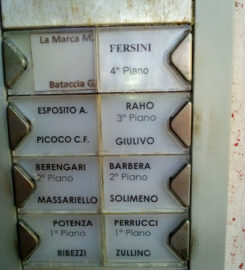 La Marca M.
Bataccia G.
FERSINI
4° Piano
ESPOSITO A.
PICOCO C.F.
RAHO
3° Piano
GIULIVO
BERENGARI
2° Piano
MASSARIELLO
BARBERA
2° Piano
SOLIMENO
POTENZA
1° Piano
RIBEZZI
PERRUCCI
1° Piano
ZULLINO